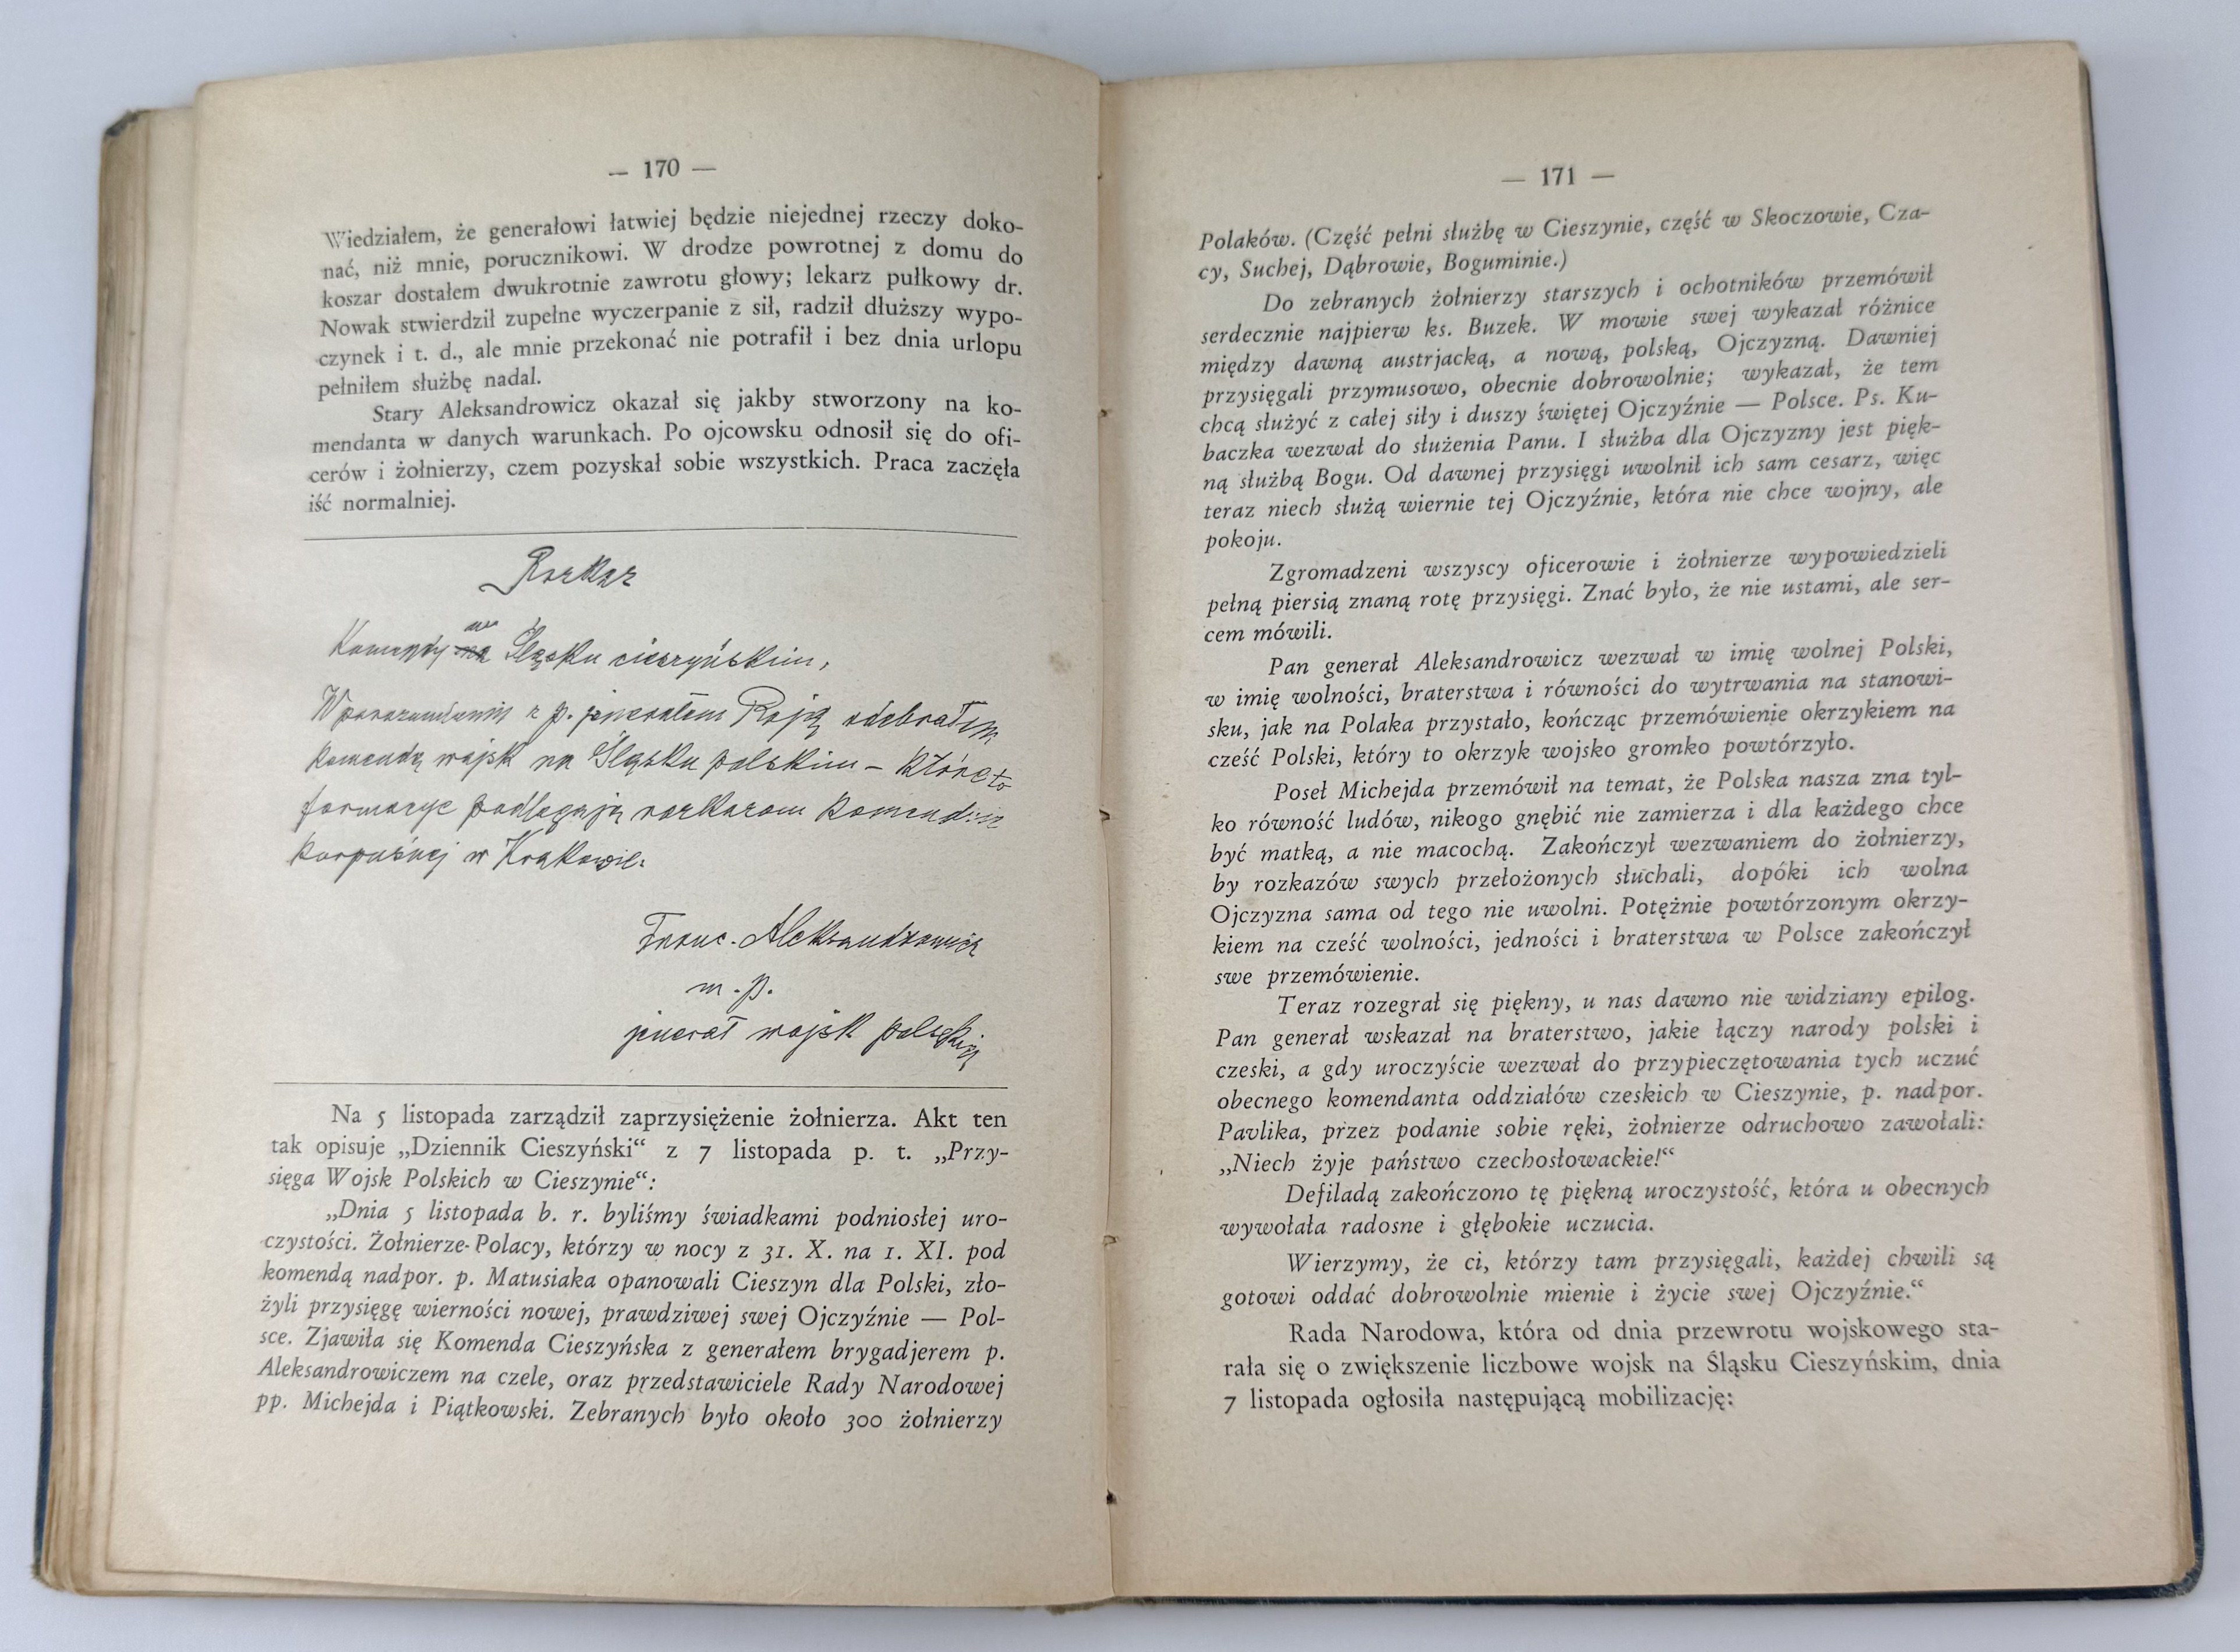 — 170 —
Wiedziałem, że generałowi łatwiej będzie niejednej rzeczy doko-
nać, niż mnie, porucznikowi. W drodze powrotnej z domu do
koszar dostałem dwukrotnie zawrotu głowy; lekarz pułkowy dr.
Nowak stwierdził zupełne wyczerpanie z sił, radził dłuższy wypo-
czynek i t. d., ale mnie przekonać nie potrafił i bez dnia urlopu
pełniłem służbę nadal.
Stary Aleksandrowicz okazał się jakby stworzony na ko-
mendanta w danych warunkach. Po ojcowsku odnosił się do ofi-
cerów i żołnierzy, czem pozyskał sobie wszystkich. Praca zaczęła
iść normalniej.
Rozkaz
Komendy na Śląsku cieszyńskim,
W porozumieniu z p. jenerałem Roją odebrałem
Komendę wojsk na Śląsku polskim – które to
formacye podlegają rozkazom Komendzie
Korpuśnej w Krakowie.
Franc. Aleksandrowicz
m. p.
jenerał wojsk polskich
Na 5 listopada zarządził zaprzysiężenie żołnierza. Akt ten
tak opisuje „Dziennik Cieszyński“ z 7 listopada p. t. „Przy-
sięga Wojsk Polskich w Cieszynie“:
„Dnia 5 listopada b. r. byliśmy świadkami podniosłej uro-
czystości. Żołnierze-Polacy, którzy w nocy z 31. X. na 1. XI. pod
komendą nadpor. p. Matusiaka opanowali Cieszyn dla Polski, zło-
żyli przysięgę wierności nowej, prawdziwej swej Ojczyźnie — Pol-
sce. Zjawiła się Komenda Cieszyńska z generałem brygadjerem p.
Aleksandrowiczem na czele, oraz przedstawiciele Rady Narodowej
pp. Michejda i Piątkowski. Zebranych było około 300 żołnierzy
— 171 —
Polaków. (Część pełni służbę w Cieszynie, część w Skoczowie, Cza-
cy, Suchej, Dąbrowie, Boguminie.)
Do zebranych żołnierzy starszych i ochotników przemówił
serdecznie najpierw ks. Buzek. W mowie swej wykazał różnice
między dawną austrjacką, a nową, polską, Ojczyzną. Dawniej
przysięgali przymusowo, obecnie dobrowolnie; wykazał, że tem
chcą służyć z całej siły i duszy świętej Ojczyźnie — Polsce. Ps. Ku-
baczka wezwał do służenia Panu. I służba dla Ojczyzny jest pięk-
ną służbą Bogu. Od dawnej przysięgi uwolnił ich sam cesarz, więc
teraz niech służą wiernie tej Ojczyźnie, która nie chce wojny, ale
pokoju.
Zgromadzeni wszyscy oficerowie i żołnierze wypowiedzieli
pełną piersią znaną rotę przysięgi. Znać było, że nie ustami, ale ser-
cem mówili.
Pan generał Aleksandrowicz wezwał w imię wolnej Polski,
w imię wolności, braterstwa i równości do wytrwania na stanowi-
sku, jak na Polaka przystało, kończąc przemówienie okrzykiem na
cześć Polski, który to okrzyk wojsko gromko powtórzyło.
Poseł Michejda przemówił na temat, że Polska nasza zna tyl-
ko równość ludów, nikogo gnębić nie zamierza i dla każdego chce
być matką, a nie macochą. Zakończył wezwaniem do żołnierzy,
by rozkazów swych przełożonych słuchali, dopóki ich wolna
Ojczyzna sama od tego nie uwolni. Potężnie powtórzonym okrzy-
kiem na cześć wolności, jedności i braterstwa w Polsce zakończył
swe przemówienie.
Teraz rozegrał się piękny, u nas dawno nie widziany epilog.
Pan generał wskazał na braterstwo, jakie łączy narody polski i
czeski, a gdy uroczyście wezwał do przypieczętowania tych uczuć
obecnego komendanta oddziałów czeskich w Cieszynie, p. nadpor.
Pavlika, przez podanie sobie ręki, żołnierze odruchowo zawołali:
„Niech żyje państwo czechosłowackie!“
Defiladą zakończono tę piękną uroczystość, która u obecnych
wywołała radosne i głębokie uczucia.
Wierzymy, że ci, którzy tam przysięgali, każdej chwili są
gotowi oddać dobrowolnie mienie i życie swej Ojczyźnie.“
Rada Narodowa, która od dnia przewrotu wojskowego sta-
rała się o zwiększenie liczbowe wojsk na Śląsku Cieszyńskim, dnia
7 listopada ogłosiła następującą mobilizację: